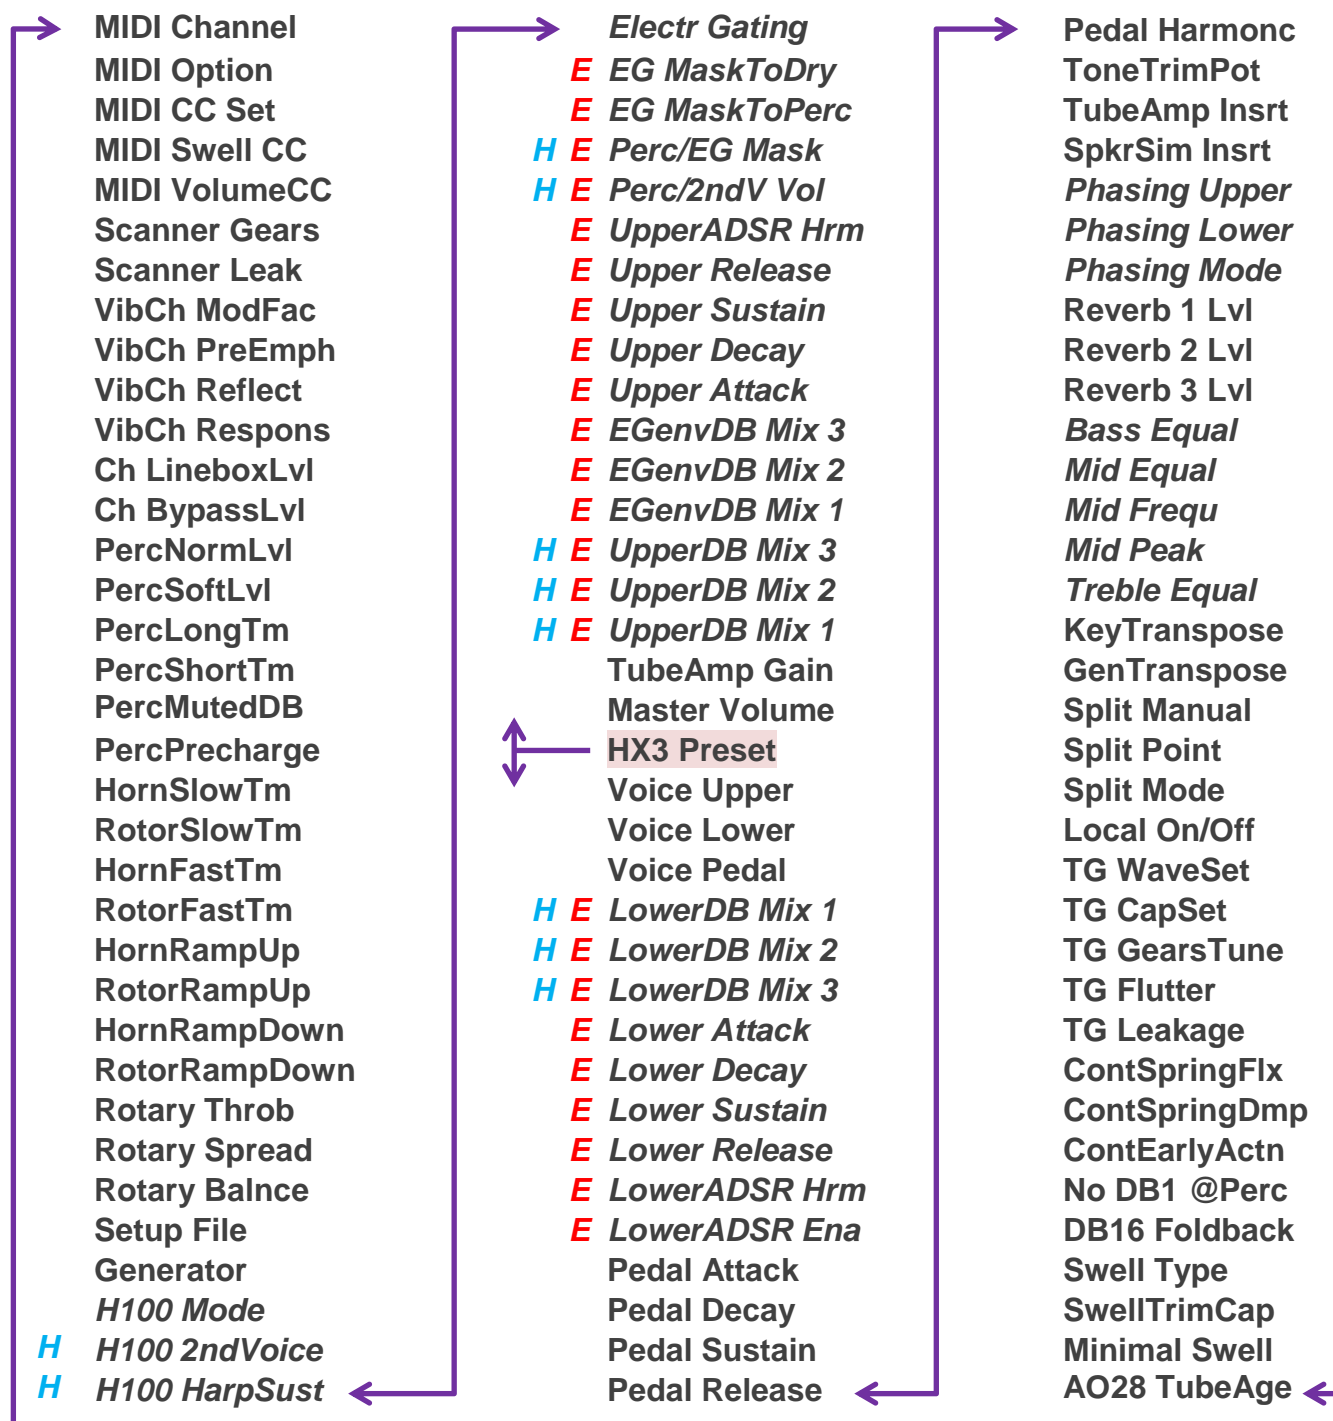 MIDI Channel
MIDI Option
MIDI CC Set
MIDI Swell CC
MIDI VolumeCC
Scanner Gears
Scanner Leak
VibCh ModFac
VibCh PreEmph
VibCh Reflect
VibCh Respons
Ch LineboxLvl
Ch BypassLvl
PercNormLvl
PercSoftLvl
PercLongTm
PercShortTm
PercMutedDB
PercPrecharge
HornSlowTm
RotorSlowTm
HornFastTm
RotorFastTm
HornRampUp
RotorRampUp
HornRampDown
RotorRampDown
Rotary Throb
Rotary Spread
Rotary Balnce
Setup File
Generator
H100 Mode
H H100 2ndVoice
H H100 HarpSust
Electr Gating
E EG MaskToDry
E EG MaskToPerc
H E Perc/EG Mask
H E Perc/2ndV Vol
E UpperADSR Hrm
E Upper Release
E Upper Sustain
E Upper Decay
E Upper Attack
E EGenvDB Mix 3
E EGenvDB Mix 2
E EGenvDB Mix 1
H E UpperDB Mix 3
H E UpperDB Mix 2
H E UpperDB Mix 1
TubeAmp Gain
Master Volume
HX3 Preset
Voice Upper
Voice Lower
Voice Pedal
H E LowerDB Mix 1
H E LowerDB Mix 2
H E LowerDB Mix 3
E Lower Attack
E Lower Decay
E Lower Sustain
E Lower Release
E LowerADSR Hrm
E LowerADSR Ena
Pedal Attack
Pedal Decay
Pedal Sustain
Pedal Release
Pedal Harmonc
ToneTrimPot
TubeAmp Insrt
SpkrSim Insrt
Phasing Upper
Phasing Lower
Phasing Mode
Reverb 1 Lvl
Reverb 2 Lvl
Reverb 3 Lvl
Bass Equal
Mid Equal
Mid Frequ
Mid Peak
Treble Equal
KeyTranspose
GenTranspose
Split Manual
Split Point
Split Mode
Local On/Off
TG WaveSet
TG CapSet
TG GearsTune
TG Flutter
TG Leakage
ContSpringFlx
ContSpringDmp
ContEarlyActn
No DB1 @Perc
DB16 Foldback
Swell Type
SwellTrimCap
Minimal Swell
AO28 TubeAge